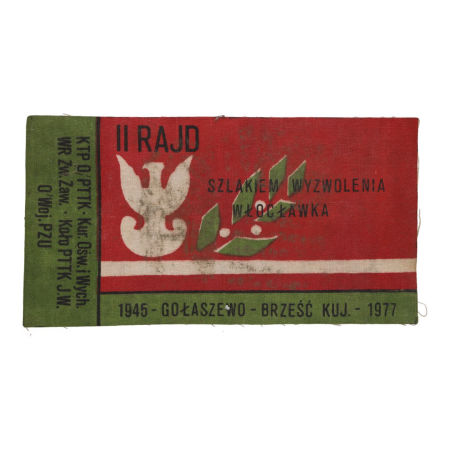 II RAJD
SZLAKIEM WYZWOLENIA
WŁOCŁAWKA
1945 - GOŁASZEWO - BRZEŚĆ KUJ. - 1977
KTP O/PTTK - Kur. Ośw. i Wych.
WR Zw. Zaw. - Koło PTTK J.W.
O/Woj. PZU